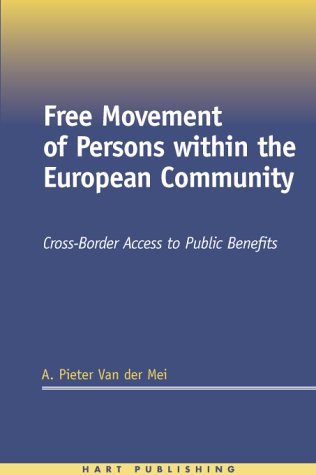 Free Movement
of Persons within the
European Community
Cross-Border Access to Public Benefits
A. Pieter Van der Mei
HART PUBLISHING